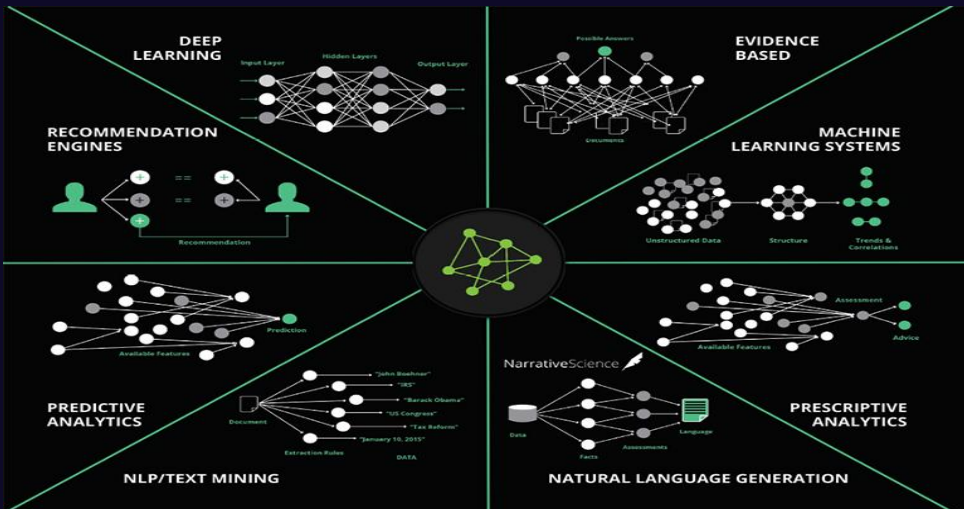 DEEP
LEARNING
Input Layer
Hidden Layers
Output Layer
Possible Answers
Documents
EVIDENCE
BASED
RECOMMENDATION
ENGINES
+ == +
+ == +
+
Recommendation
MACHINE
LEARNING SYSTEMS
Unstructured Data
Structure
Trends &
Correlations
Prediction
Available Features
PREDICTIVE
ANALYTICS
Assessment
Advice
Available Features
PRESCRIPTIVE
ANALYTICS
Document
Extraction Rules
"John Boehner"
"IRS"
"Barack Obama"
"US Congress"
"Tax Reform"
"January 10, 2015"
DATA
NLP/TEXT MINING
NarrativeScience
Data
Facts
Assessments
Language
NATURAL LANGUAGE GENERATION